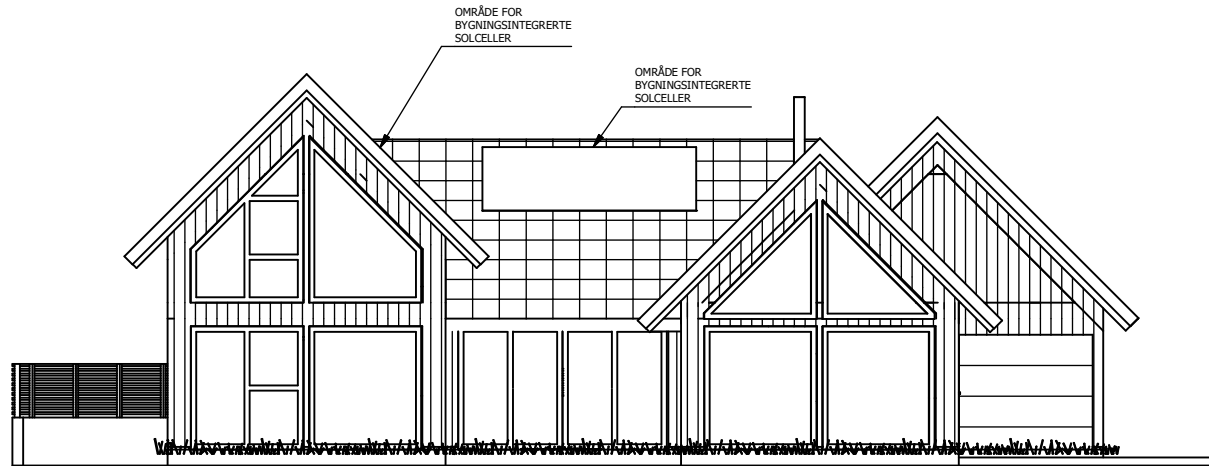 OMRÅDE FOR
BYGNINGSINTEGRERTE
SOLCELLER
OMRÅDE FOR
BYGNINGSINTEGRERTE
SOLCELLER